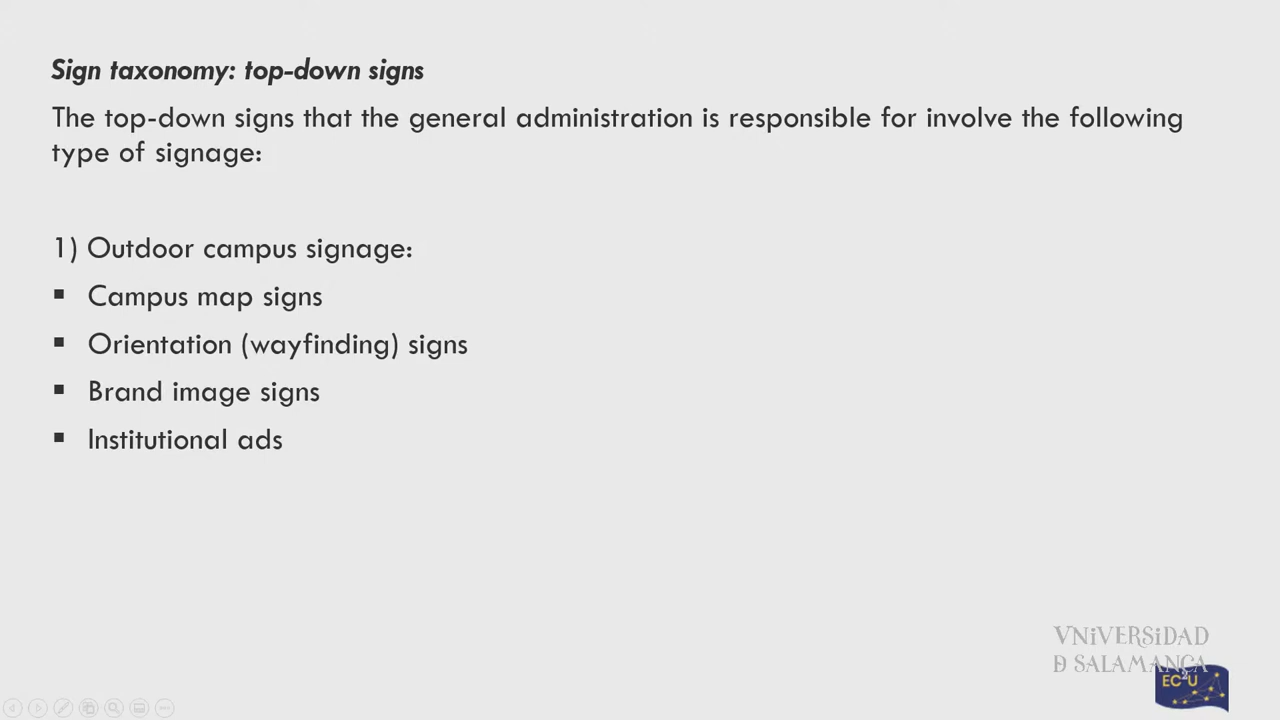 Sign taxonomy: top-down signs
The top-down signs that the general administration is responsible for involve the following
type of signage:
1) Outdoor campus signage:
▪ Campus map signs
▪ Orientation (wayfinding) signs
▪ Brand image signs
▪ Institutional ads
VNiVERSiDAD
Ð SALAMANCA
EC²U